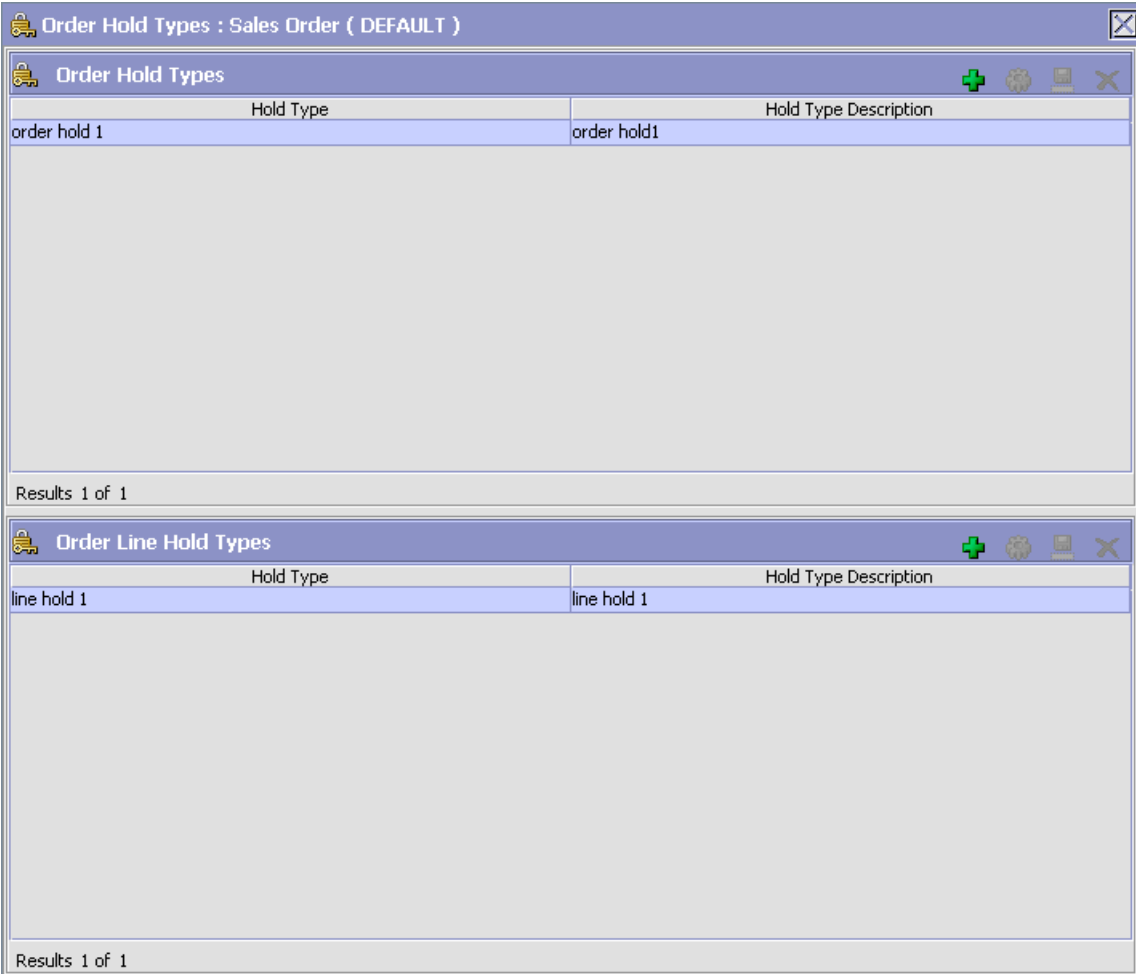 Order Hold Types : Sales Order ( DEFAULT )
Order Hold Types
Hold Type Hold Type Description
order hold 1 order hold1
Results 1 of 1
Order Line Hold Types
Hold Type Hold Type Description
line hold 1 line hold 1
Results 1 of 1